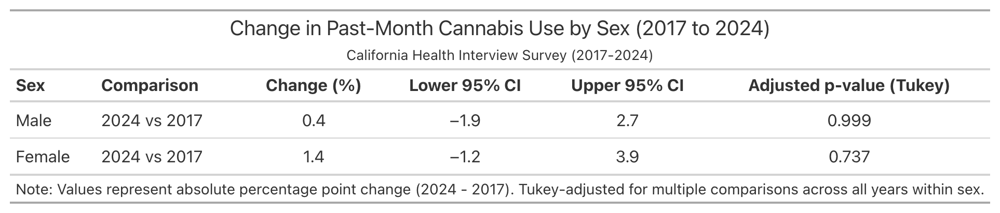 Change in Past-Month Cannabis Use by Sex (2017 to 2024)
California Health Interview Survey (2017-2024)
Sex Comparison Change (%) Lower 95% CI Upper 95% CI Adjusted p-value (Tukey)
Male 2024 vs 2017 0.4 −1.9 2.7 0.999
Female 2024 vs 2017 1.4 −1.2 3.9 0.737
Note: Values represent absolute percentage point change (2024 - 2017). Tukey-adjusted for multiple comparisons across all years within sex.